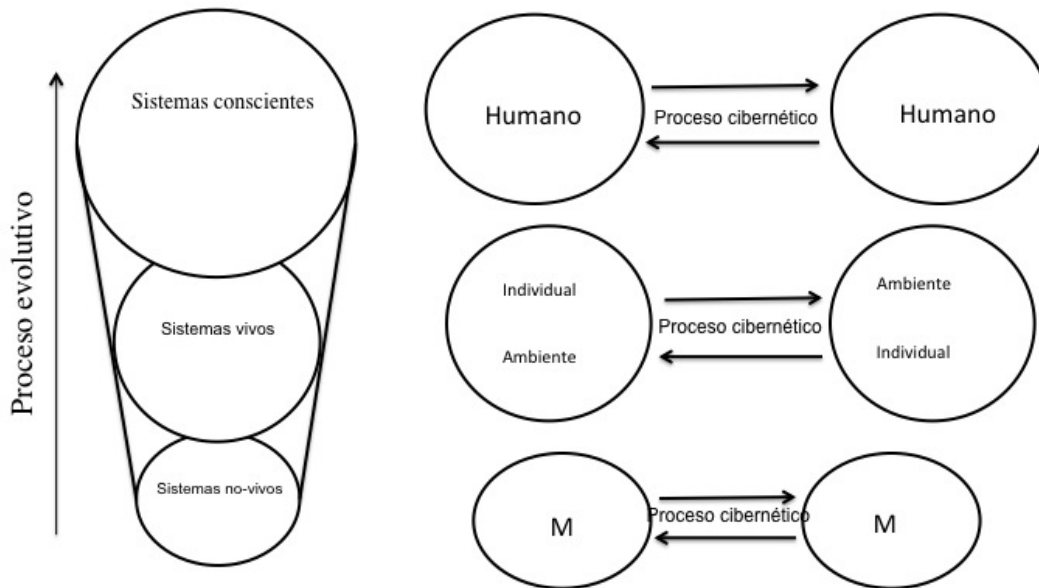 Proceso evolutivo
Sistemas conscientes
Sistemas vivos
Sistemas no-vivos
Humano
Proceso cibernético
Humano
Individual
Ambiente
Proceso cibernético
Ambiente
Individual
M
Proceso cibernético
M